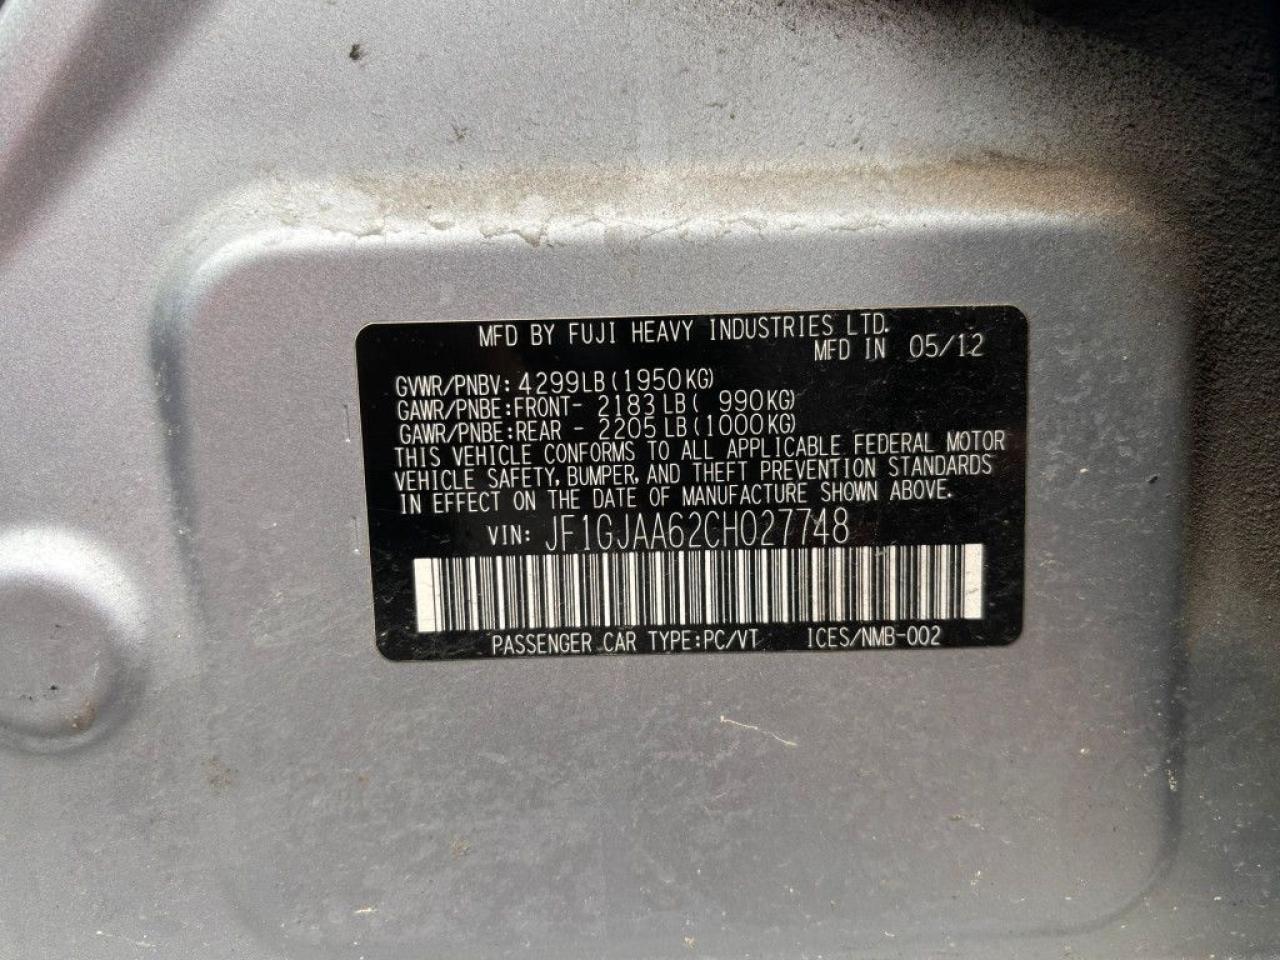 MFD BY FUJI HEAVY INDUSTRIES LTD.
MFD IN 05/12
GVWR/PNBV: 4299LB(1950KG)
GAWR/PNBE:FRONT- 2183LB( 990KG)
GAWR/PNBE:REAR - 2205LB(1000KG)
THIS VEHICLE CONFORMS TO ALL APPLICABLE FEDERAL MOTOR
VEHICLE SAFETY, BUMPER, AND THEFT PREVENTION STANDARDS
IN EFFECT ON THE DATE OF MANUFACTURE SHOWN ABOVE.
VIN: JF1GJAA62CH027748
PASSENGER CAR TYPE:PC/VT ICES/NMB-002